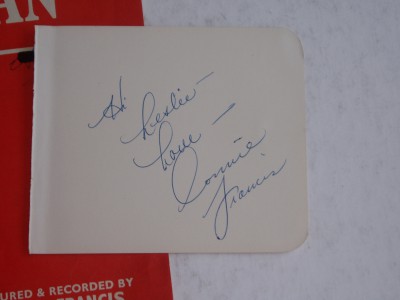 AN
Hi
Leslie —
Love —
Connie
Francis
URED & RECORDED BY
FRANCIS